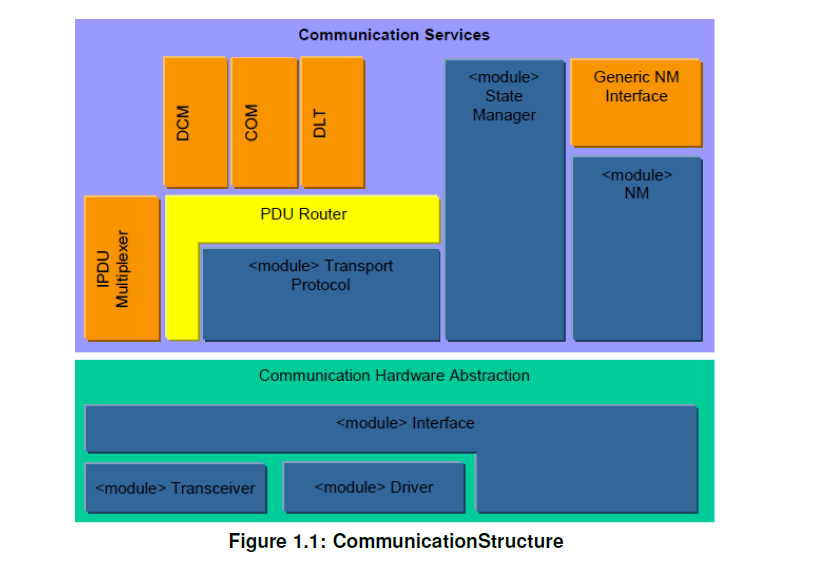 Communication Services
DCM
COM
DLT
<module>
State
Manager
Generic NM
Interface
<module>
NM
IPDU
Multiplexer
PDU Router
<module> Transport
Protocol
Communication Hardware Abstraction
<module> Interface
<module> Transceiver
<module> Driver
Figure 1.1: CommunicationStructure